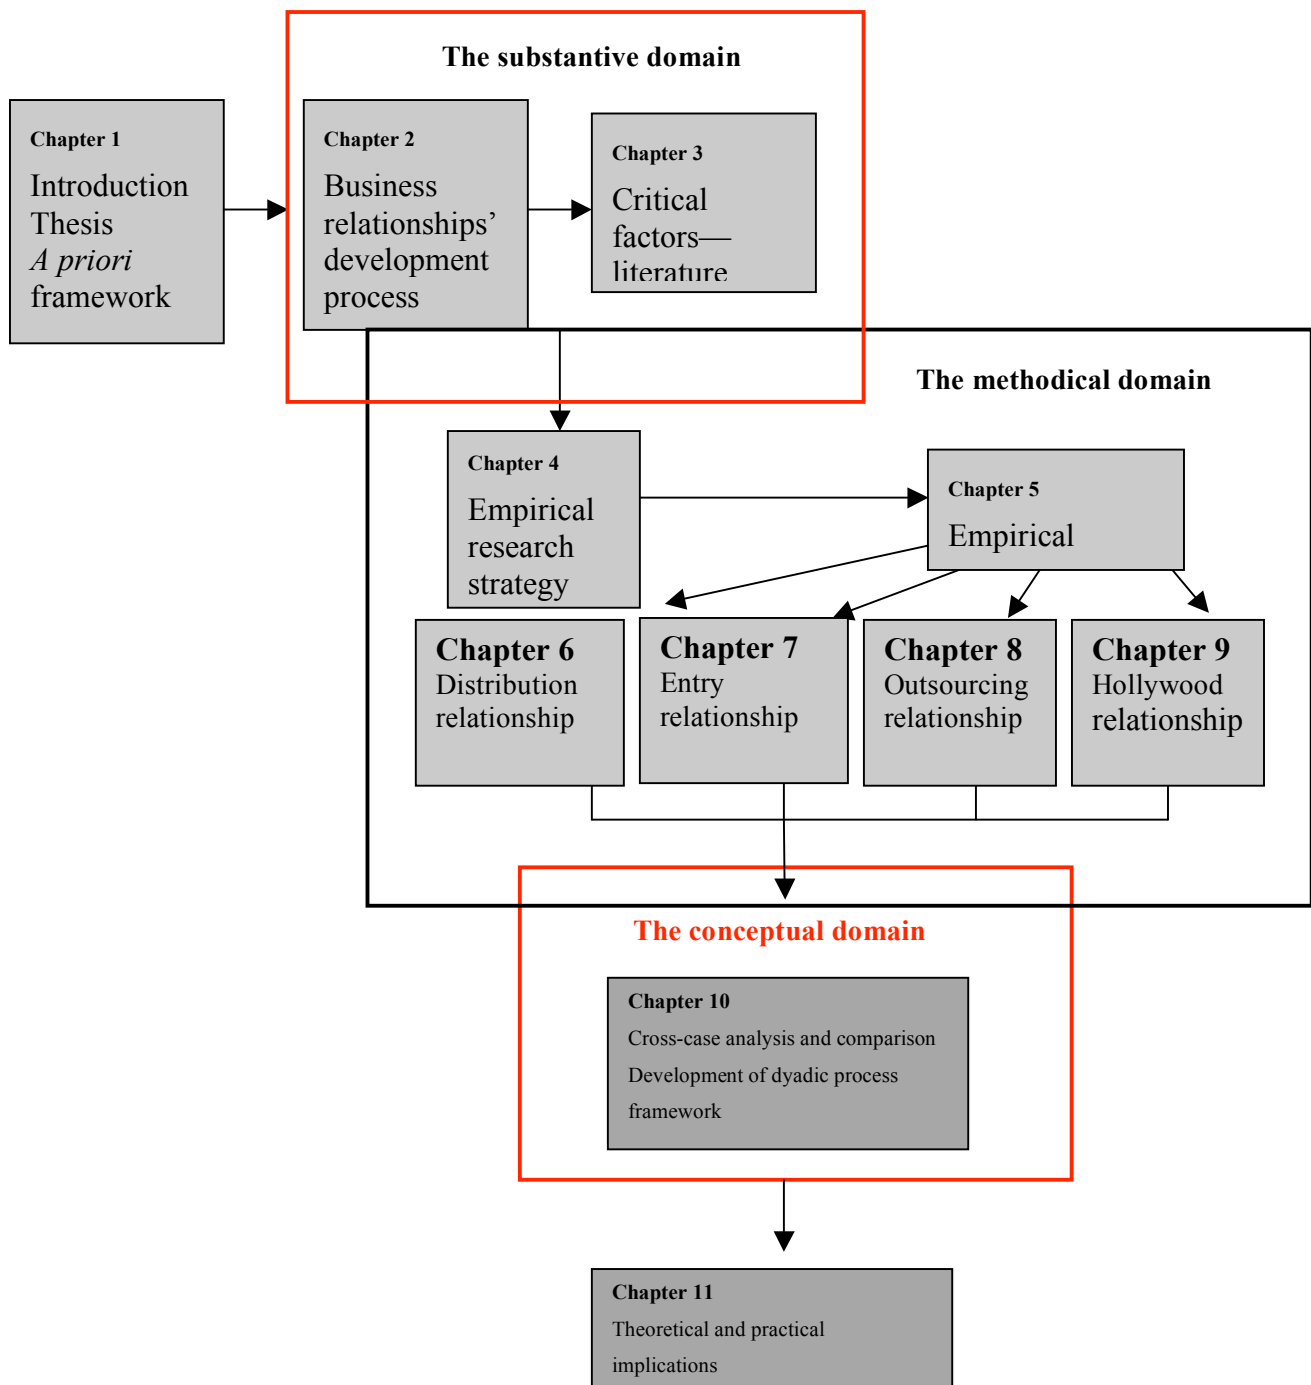 The substantive domain
Chapter 1
Introduction
Thesis
A priori
framework
Chapter 2
Business
relationships’
development
process
Chapter 3
Critical
factors—
literature
The methodical domain
Chapter 4
Empirical
research
strategy
Chapter 5
Empirical
Chapter 6
Distribution
relationship
Chapter 7
Entry
relationship
Chapter 8
Outsourcing
relationship
Chapter 9
Hollywood
relationship
The conceptual domain
Chapter 10
Cross-case analysis and comparison
Development of dyadic process
framework
Chapter 11
Theoretical and practical
implications